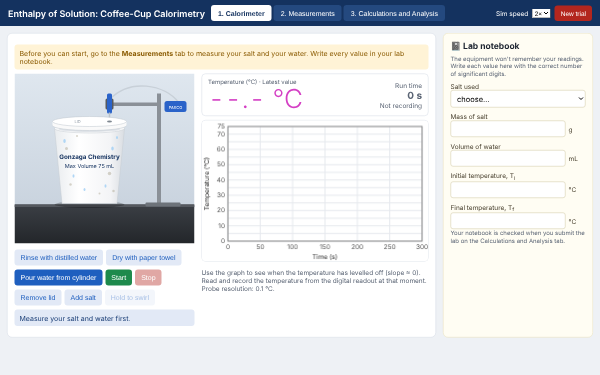 Enthalpy of Solution: Coffee-Cup Calorimetry
1. Calorimeter
2. Measurements
3. Calculations and Analysis
Sim speed
2×
New trial
Before you can start, go to the Measurements tab to measure your salt and your water. Write every value in your lab
notebook.
LID
PASCO
Gonzaga Chemistry
Max Volume 75 mL
Temperature (°C) · Latest value
--.- °C
Run time
0 s
Not recording
75
70
60
50
40
30
20
10
0
Temperature (°C)
0
50
100
150
200
250
300
Time (s)
Rinse with distilled water
Dry with paper towel
Pour water from cylinder
Start
Stop
Remove lid
Add salt
Hold to swirl
Measure your salt and water first.
Use the graph to see when the temperature has levelled off (slope ≈ 0).
Read and record the temperature from the digital readout at that moment.
Probe resolution: 0.1 °C.
Lab notebook
The equipment won't remember your readings.
Write each value here with the correct number
of significant digits.
Salt used
choose...
Mass of salt
g
Volume of water
mL
Initial temperature, Tᵢ
°C
Final temperature, T_f
°C
Your notebook is checked when you submit the
lab on the Calculations and Analysis tab.